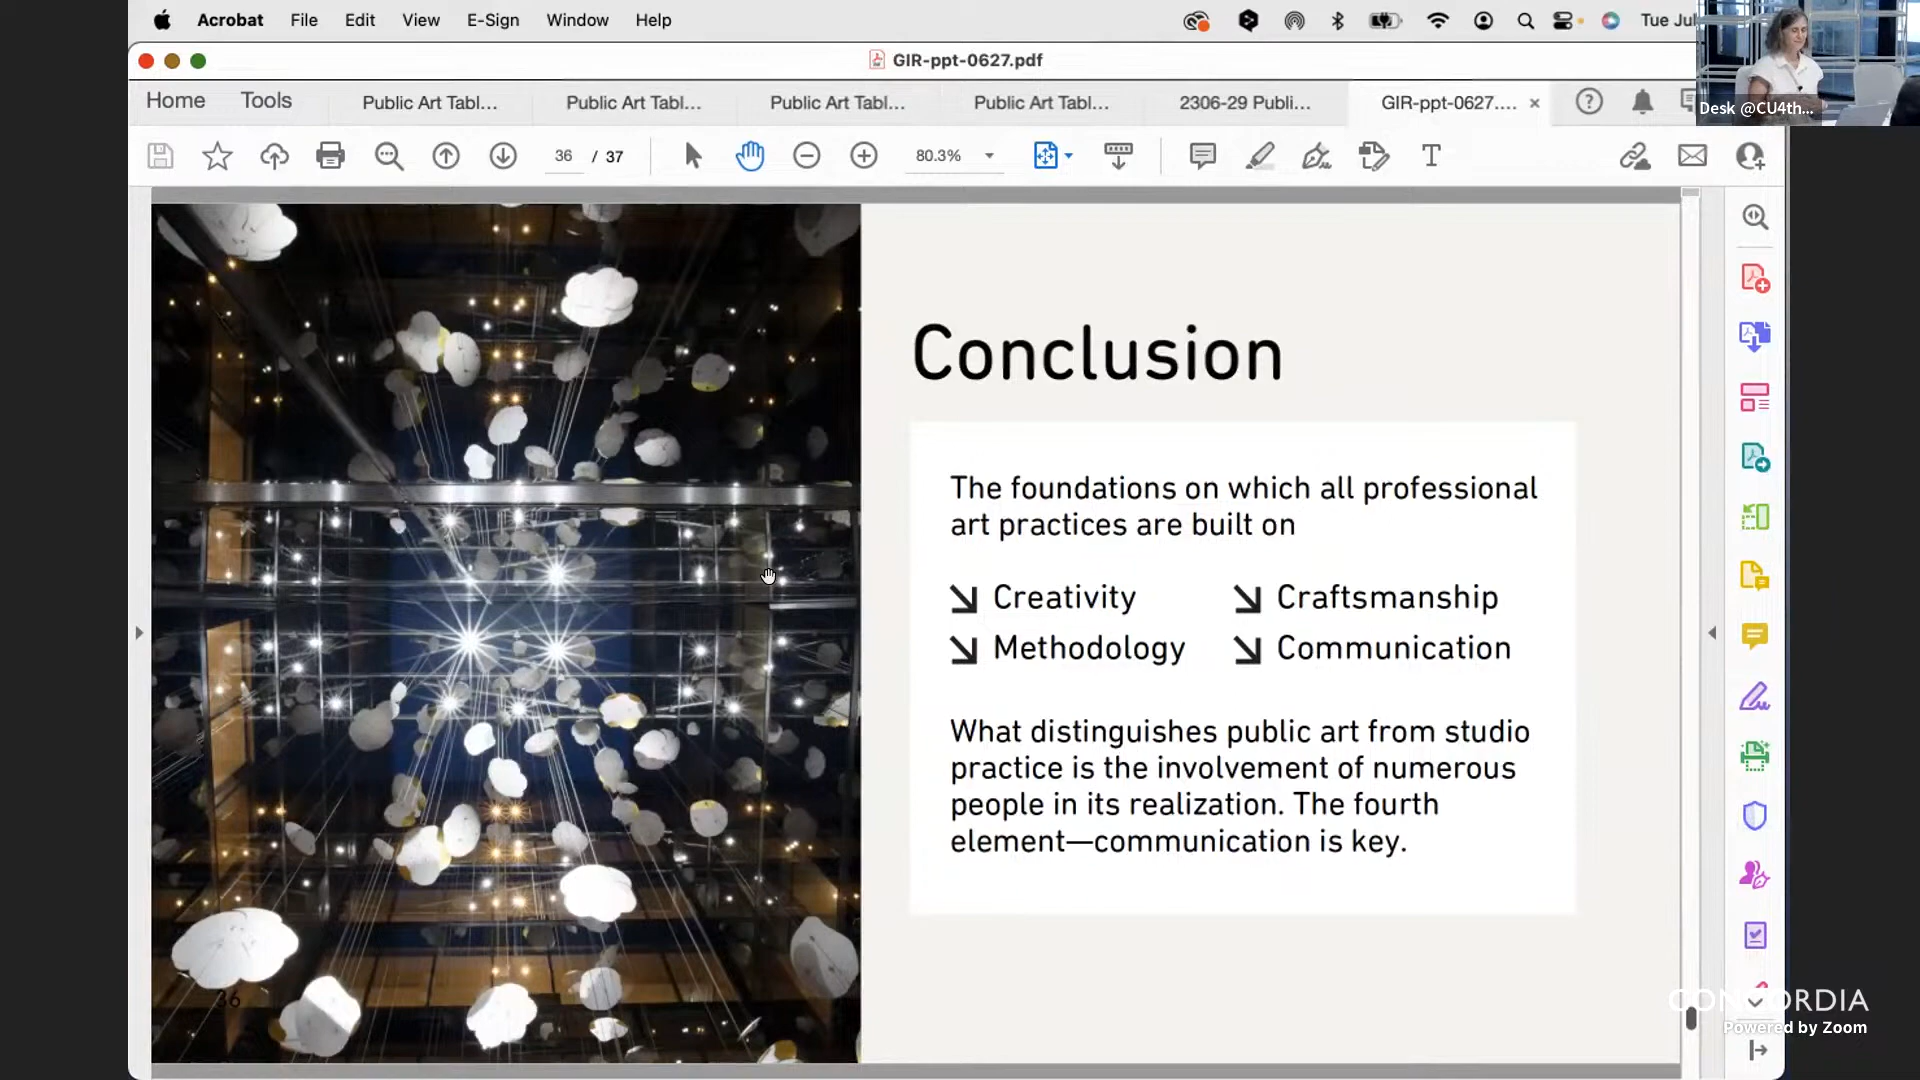 Acrobat File Edit View E-Sign Window Help Tue Jul
GIR-ppt-0627.pdf
Home Tools Public Art Tabl... Public Art Tabl... Public Art Tabl... Public Art Tabl... 2306-29 Publi... GIR-ppt-0627....
Desk @CU4th...
36 / 37 80.3%
Conclusion
The foundations on which all professional
art practices are built on
Creativity Craftsmanship
Methodology Communication
What distinguishes public art from studio
practice is the involvement of numerous
people in its realization. The fourth
element—communication is key.
36
CONCORDIA
Powered by Zoom